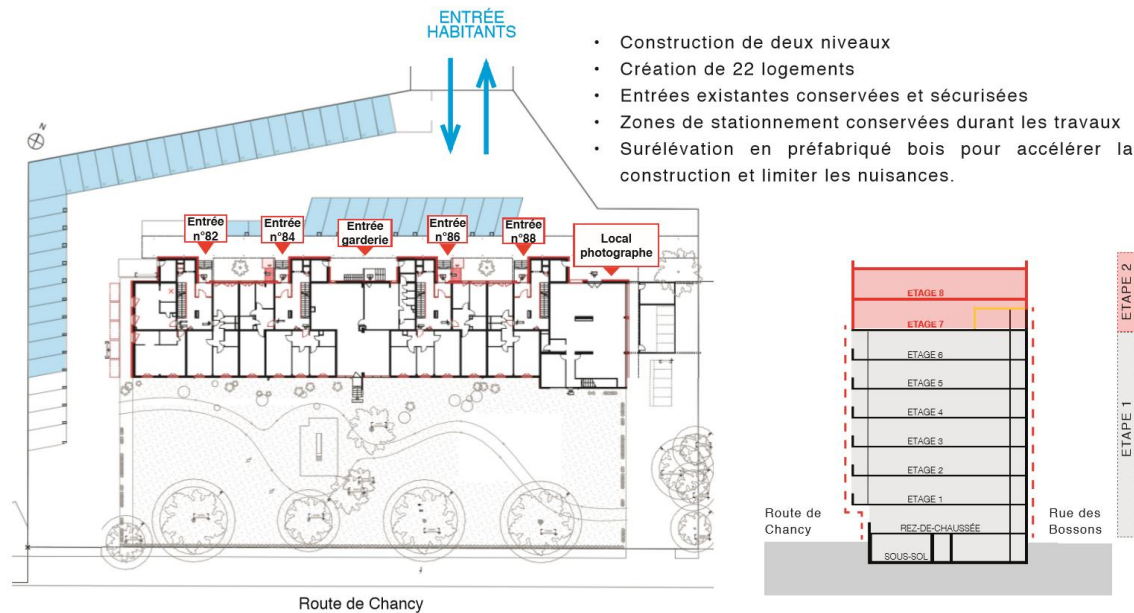 ENTRÉE
HABITANTS
• Construction de deux niveaux
• Création de 22 logements
• Entrées existantes conservées et sécurisées
• Zones de stationnement conservées durant les travaux
• Surélévation en préfabriqué bois pour accélérer la
construction et limiter les nuisances.
N
Entrée
n°82
Entrée
n°84
Entrée
garderie
Entrée
n°86
Entrée
n°88
Local
photographe
Route de Chancy
ETAGE 8
ETAGE 7
ETAGE 6
ETAGE 5
ETAGE 4
ETAGE 3
ETAGE 2
ETAGE 1
REZ-DE-CHAUSSÉE
SOUS-SOL
Route de
Chancy
Rue des
Bossons
ETAPE 2
ETAPE 1